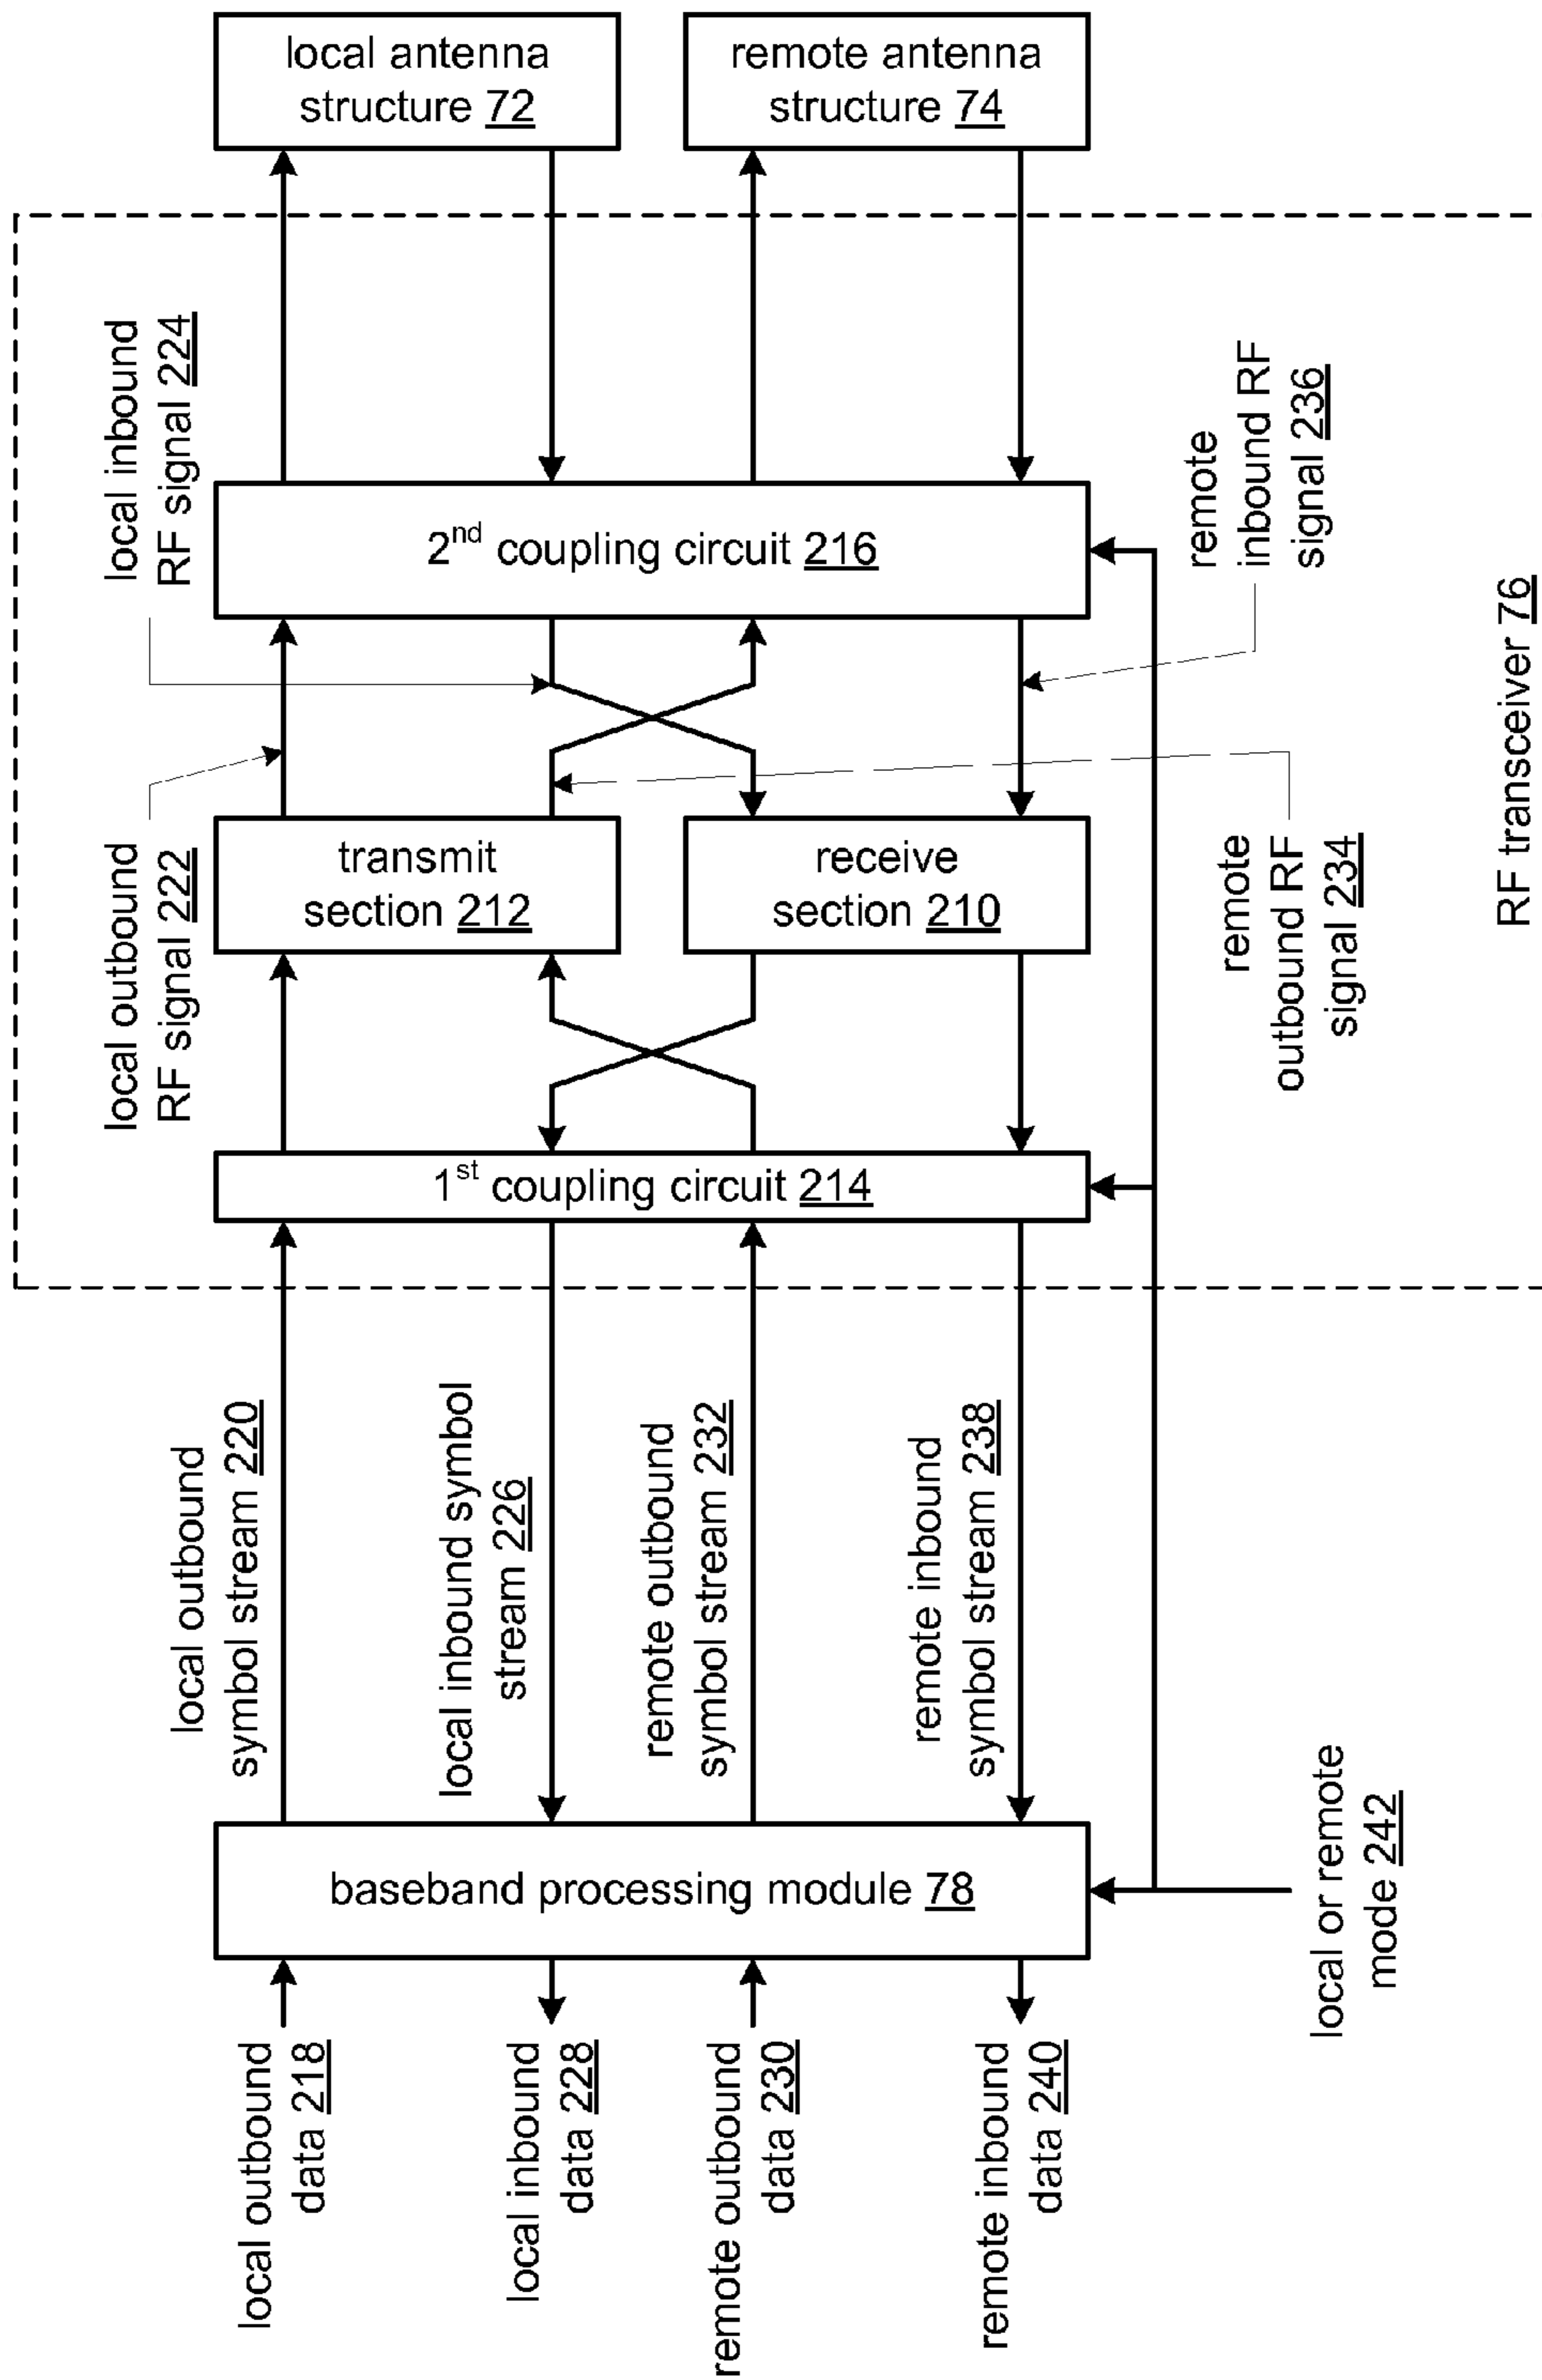 local antenna
structure 72
remote antenna
structure 74
local inbound
RF signal 224
remote
inbound RF
signal 236
2nd coupling circuit 216
RF transceiver 76
local outbound
RF signal 222
transmit
section 212
receive
section 210
remote
outbound RF
signal 234
1st coupling circuit 214
local outbound
symbol stream 220
local inbound symbol
stream 226
remote outbound
symbol stream 232
remote inbound
symbol stream 238
baseband processing module 78
local or remote
mode 242
local outbound
data 218
local inbound
data 228
remote outbound
data 230
remote inbound
data 240